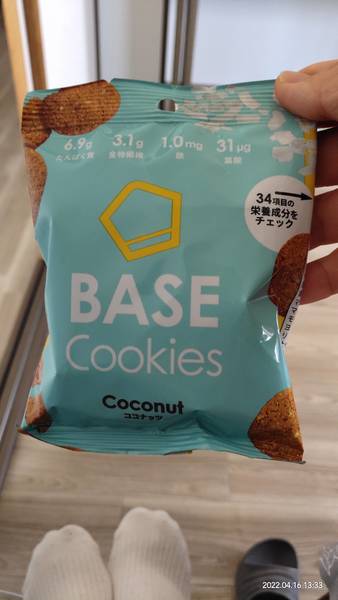 6.9g 3.1g 1.0mg 31μg
たんぱく質 食物繊維 鉄 葉酸
34項目の
栄養成分を
チェック
BASE
Cookies
Coconut
ココナッツ
2022.04.16 13:33